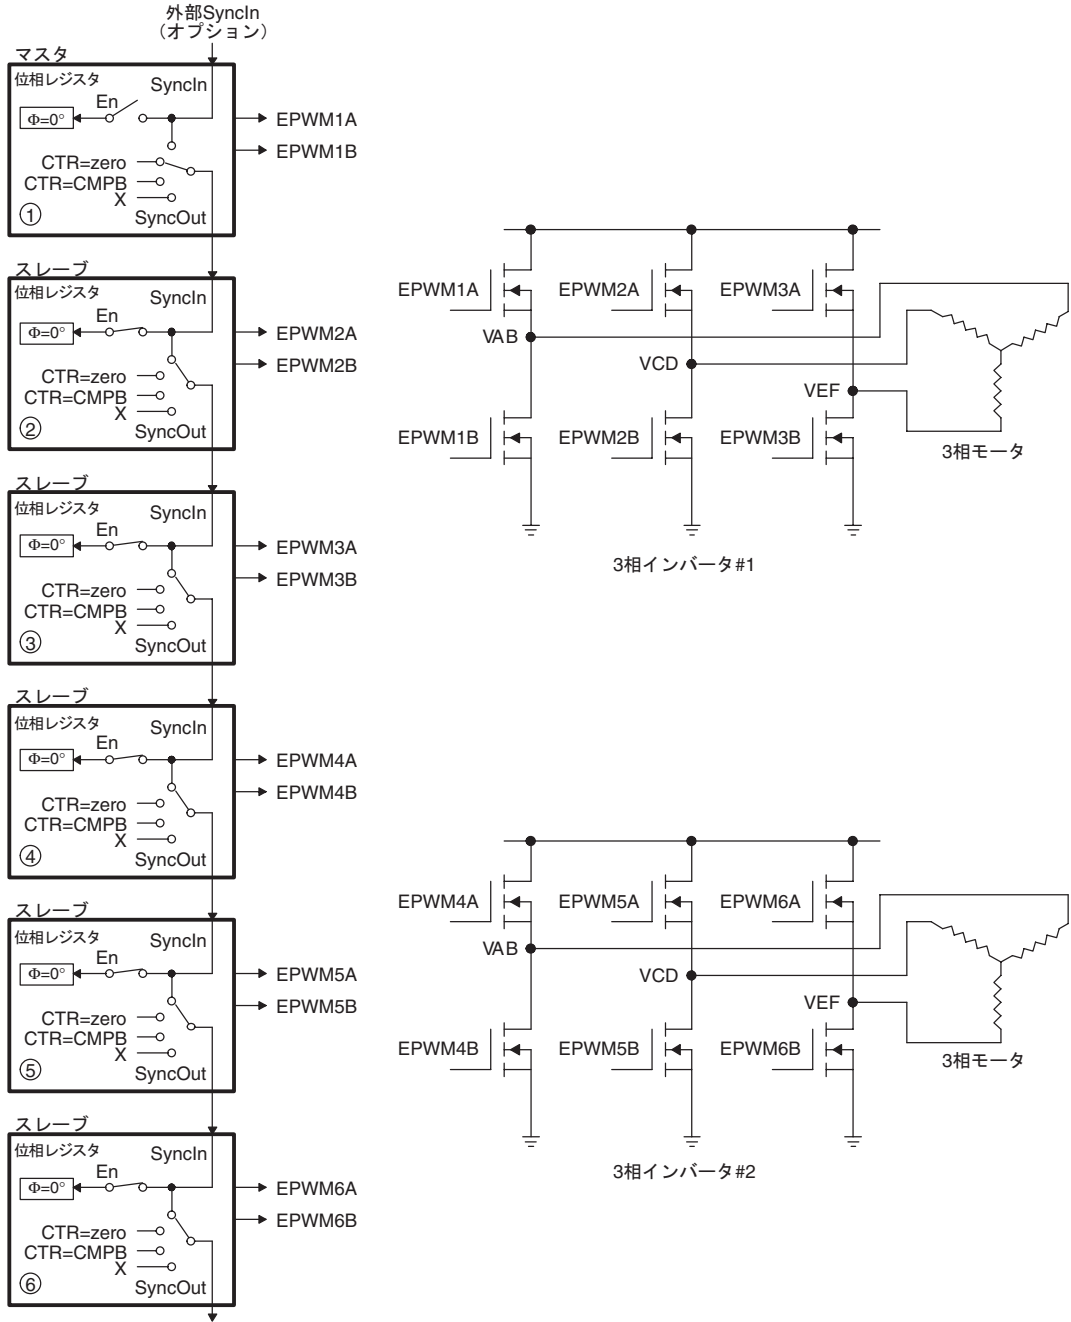 外部SyncIn
（オプション）
マスタ
位相レジスタ
SyncIn
En
Φ=0°
EPWM1A
EPWM1B
CTR=zero
CTR=CMPB
X
①
SyncOut
スレーブ
位相レジスタ
SyncIn
En
Φ=0°
EPWM2A
EPWM2B
CTR=zero
CTR=CMPB
X
②
SyncOut
スレーブ
位相レジスタ
SyncIn
En
Φ=0°
EPWM3A
EPWM3B
CTR=zero
CTR=CMPB
X
③
SyncOut
スレーブ
位相レジスタ
SyncIn
En
Φ=0°
EPWM4A
EPWM4B
CTR=zero
CTR=CMPB
X
④
SyncOut
スレーブ
位相レジスタ
SyncIn
En
Φ=0°
EPWM5A
EPWM5B
CTR=zero
CTR=CMPB
X
⑤
SyncOut
スレーブ
位相レジスタ
SyncIn
En
Φ=0°
EPWM6A
EPWM6B
CTR=zero
CTR=CMPB
X
⑥
SyncOut
EPWM1A
EPWM2A
EPWM3A
VAB
VCD
VEF
EPWM1B
EPWM2B
EPWM3B
3相モータ
3相インバータ#1
EPWM4A
EPWM5A
EPWM6A
VAB
VCD
VEF
EPWM4B
EPWM5B
EPWM6B
3相モータ
3相インバータ#2